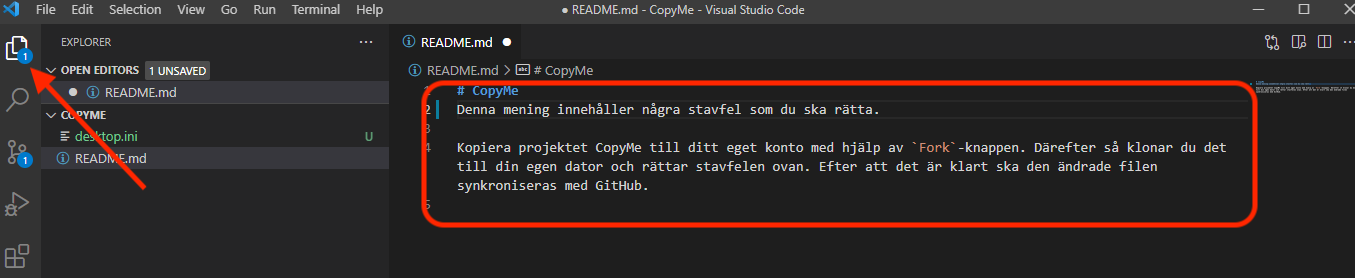 File Edit Selection View Go Run Terminal Help ● README.md - CopyMe - Visual Studio Code
EXPLORER ···
README.md ●
1
OPEN EDITORS 1 UNSAVED
README.md > abc # CopyMe
● README.md
1 # CopyMe
COPYME
2 Denna mening innehåller några stavfel som du ska rätta.
desktop.ini U
3
README.md
4 Kopiera projektet CopyMe till ditt eget konto med hjälp av `Fork`-knappen. Därefter så klonar du det
till din egen dator och rättar stavfelen ovan. Efter att det är klart ska den ändrade filen
1
synkroniseras med GitHub.
5